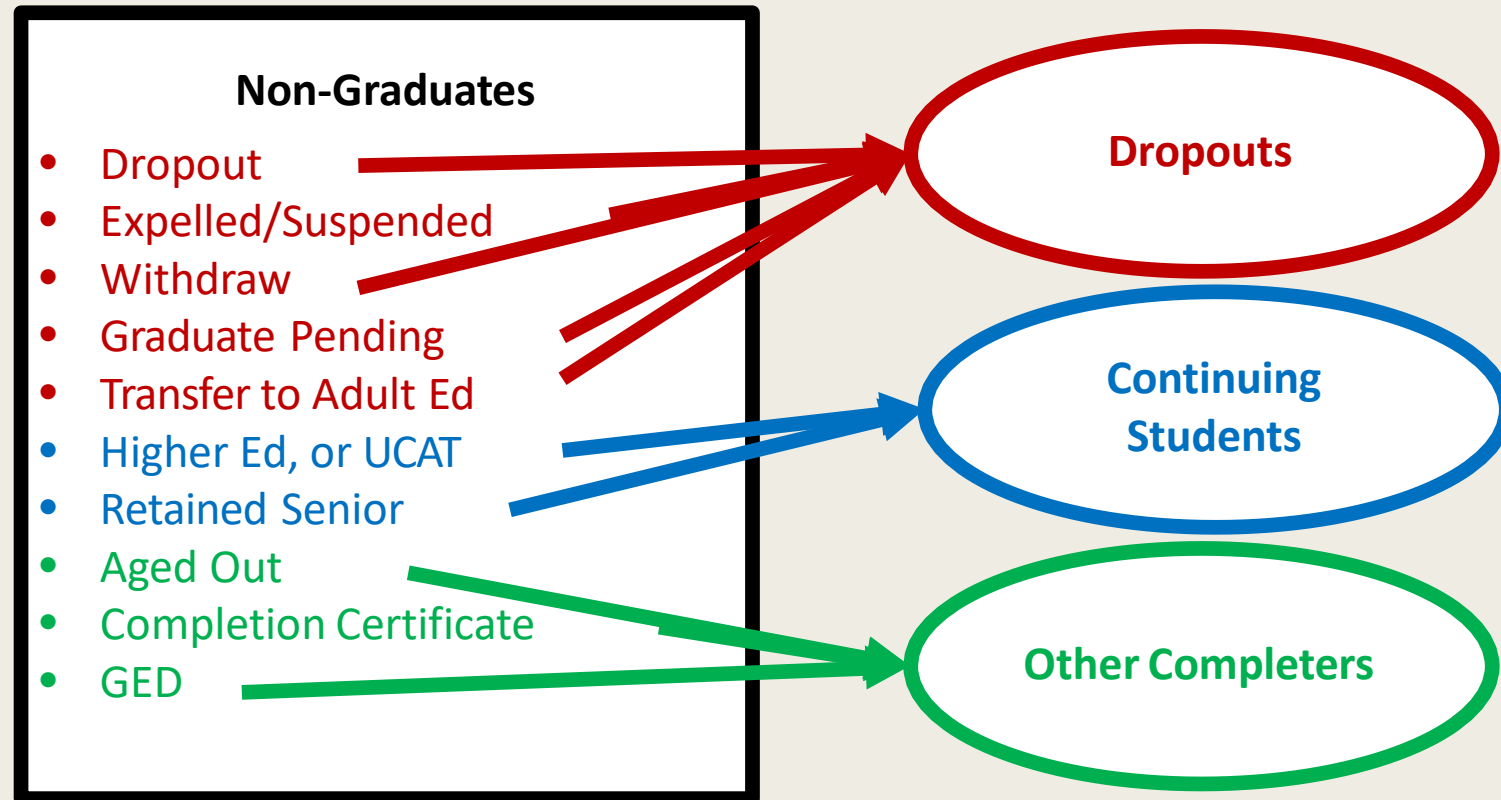 Non-Graduates
• Dropout
• Expelled/Suspended
• Withdraw
• Graduate Pending
• Transfer to Adult Ed
• Higher Ed, or UCAT
• Retained Senior
• Aged Out
• Completion Certificate
• GED
Dropouts
Continuing
Students
Other Completers